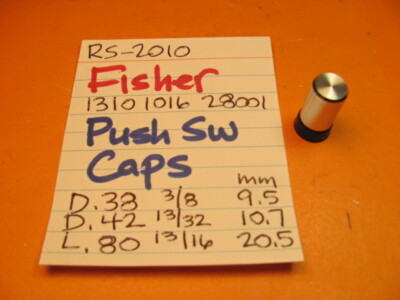 RS-2010
Fisher
1310 1016 28001
Push Sw
Caps
mm
D.38 3/8 9.5
D.42 13/32 10.7
L.80 13/16 20.5